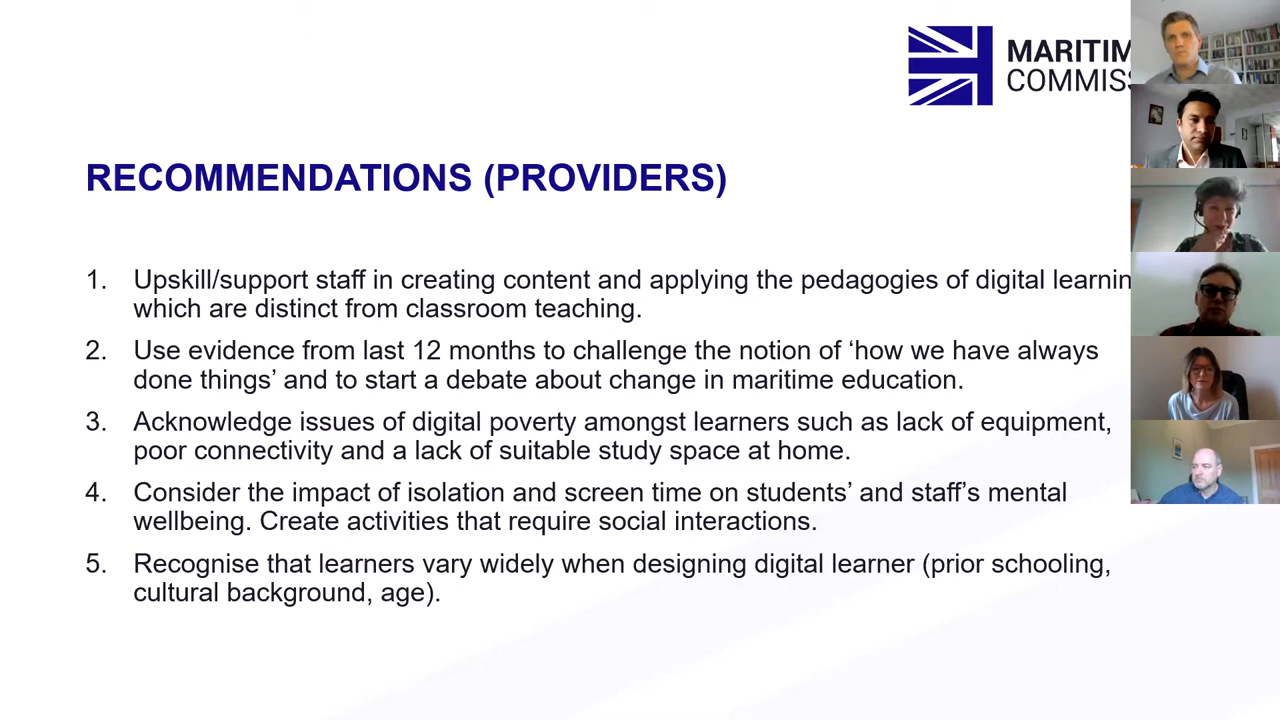 MARITIM
COMMISS
RECOMMENDATIONS (PROVIDERS)
1. Upskill/support staff in creating content and applying the pedagogies of digital learnin
which are distinct from classroom teaching.
2. Use evidence from last 12 months to challenge the notion of ‘how we have always
done things’ and to start a debate about change in maritime education.
3. Acknowledge issues of digital poverty amongst learners such as lack of equipment,
poor connectivity and a lack of suitable study space at home.
4. Consider the impact of isolation and screen time on students’ and staff’s mental
wellbeing. Create activities that require social interactions.
5. Recognise that learners vary widely when designing digital learner (prior schooling,
cultural background, age).